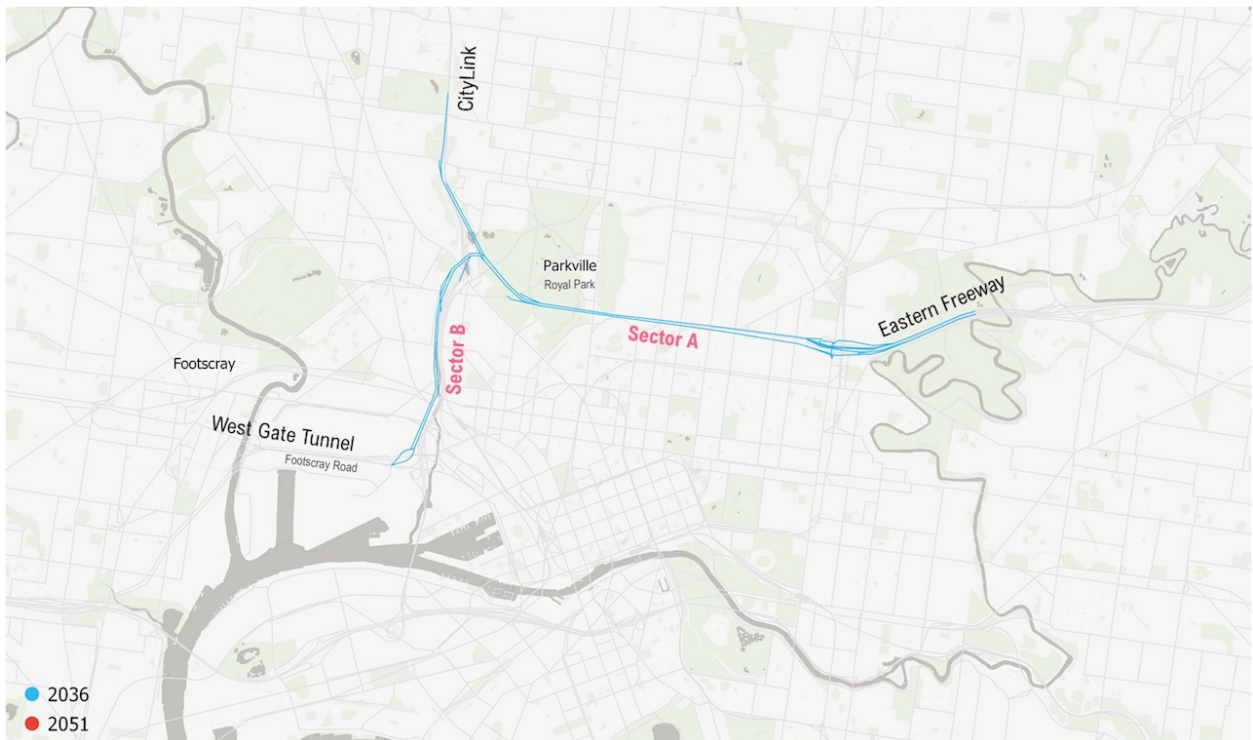 CityLink
Parkville
Royal Park
Eastern Freeway
Sector A
Sector B
Footscray
West Gate Tunnel
Footscray Road
2036
2051